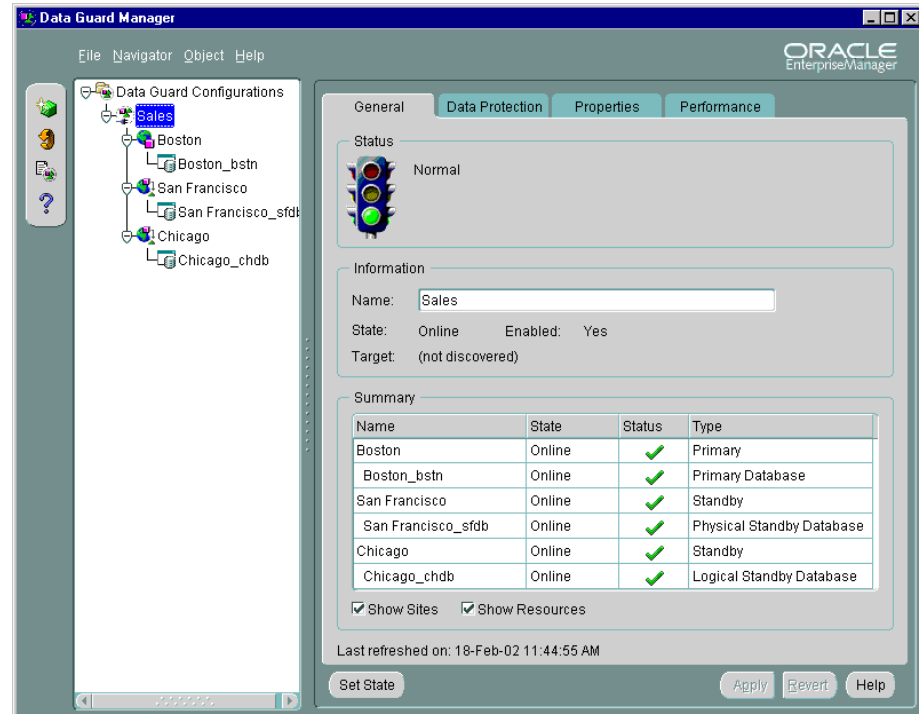 Data Guard Manager
File Navigator Object Help
ORACLE
EnterpriseManager
Data Guard Configurations
Sales
Boston
Boston_bstn
San Francisco
San Francisco_sfdb
Chicago
Chicago_chdb
General Data Protection Properties Performance
Status
Normal
Information
Name: Sales
State: Online Enabled: Yes
Target: (not discovered)
Summary
Name State Status Type
Boston Online Primary
Boston_bstn Online Primary Database
San Francisco Online Standby
San Francisco_sfdb Online Physical Standby Database
Chicago Online Standby
Chicago_chdb Online Logical Standby Database
Show Sites Show Resources
Last refreshed on: 18-Feb-02 11:44:55 AM
Set State Apply Revert Help